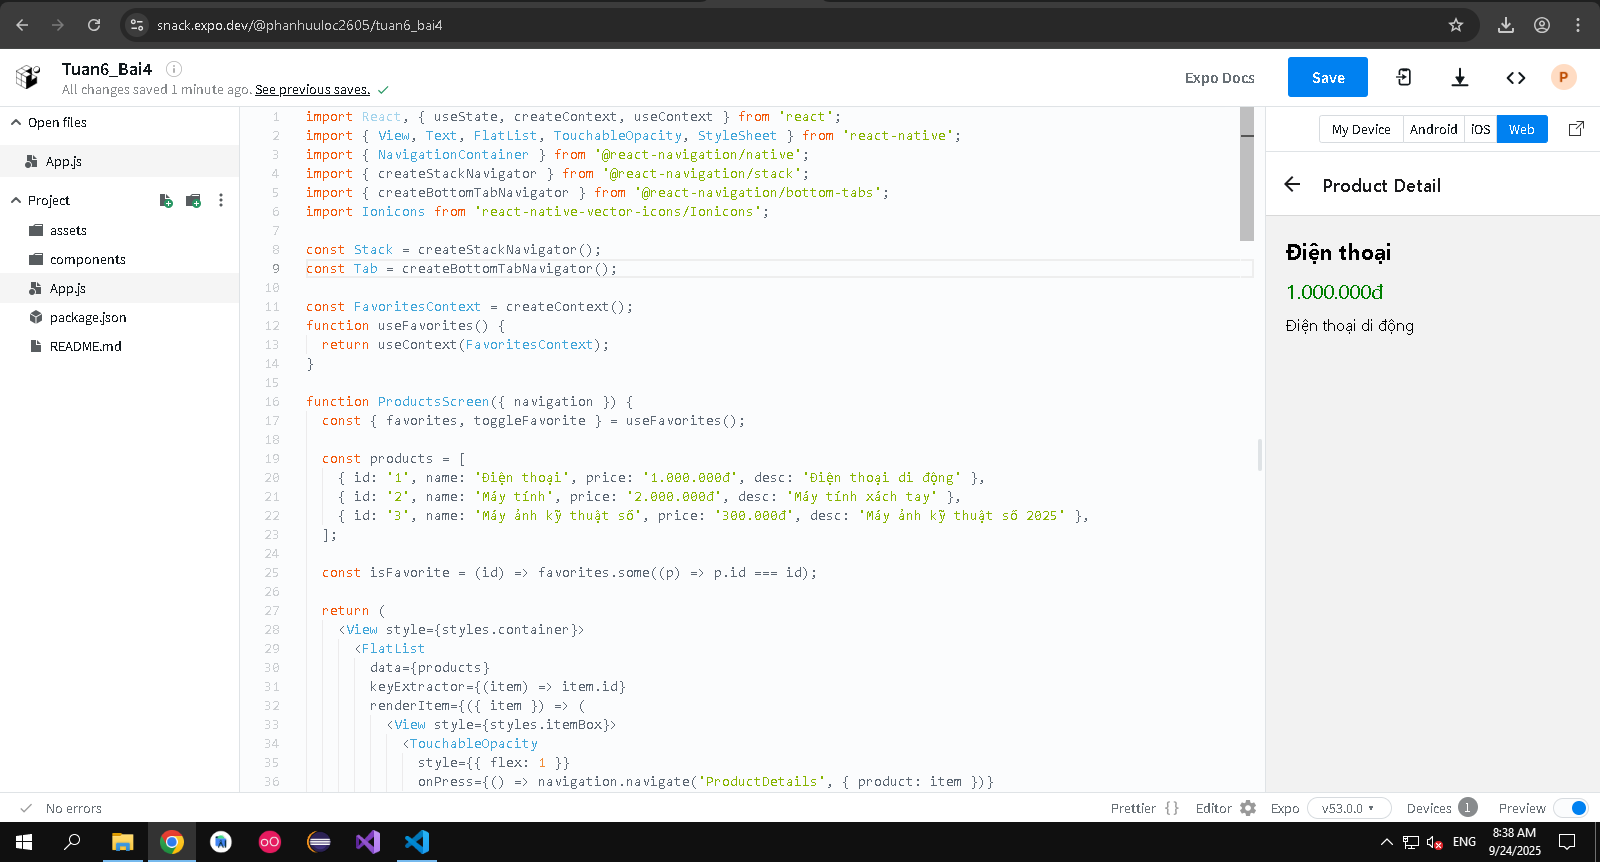 snack.expo.dev/@phanhuuloc2605/tuan6_bai4
Tuan6_Bai4
All changes saved 1 minute ago. See previous saves.
Expo Docs
Save
P
Open files
App.js
Project
assets
components
App.js
package.json
README.md
1 import React, { useState, createContext, useContext } from 'react';
2 import { View, Text, FlatList, TouchableOpacity, StyleSheet } from 'react-native';
3 import { NavigationContainer } from '@react-navigation/native';
4 import { createStackNavigator } from '@react-navigation/stack';
5 import { createBottomTabNavigator } from '@react-navigation/bottom-tabs';
6 import Ionicons from 'react-native-vector-icons/Ionicons';
7
8 const Stack = createStackNavigator();
9 const Tab = createBottomTabNavigator();
10
11 const FavoritesContext = createContext();
12 function useFavorites() {
13 return useContext(FavoritesContext);
14 }
15
16 function ProductsScreen({ navigation }) {
17 const { favorites, toggleFavorite } = useFavorites();
18
19 const products = [
20 { id: '1', name: 'Điện thoại', price: '1.000.000đ', desc: 'Điện thoại di động' },
21 { id: '2', name: 'Máy tính', price: '2.000.000đ', desc: 'Máy tính xách tay' },
22 { id: '3', name: 'Máy ảnh kỹ thuật số', price: '300.000đ', desc: 'Máy ảnh kỹ thuật số 2025' },
23 ];
24
25 const isFavorite = (id) => favorites.some((p) => p.id === id);
26
27 return (
28 <View style={styles.container}>
29 <FlatList
30 data={products}
31 keyExtractor={(item) => item.id}
32 renderItem={({ item }) => (
33 <View style={styles.itemBox}>
34 <TouchableOpacity
35 style={{ flex: 1 }}
36 onPress={() => navigation.navigate('ProductDetails', { product: item })}
My Device Android iOS Web
Product Detail
Điện thoại
1.000.000đ
Điện thoại di động
No errors
Prettier {} Editor Expo v53.0.0 Devices 1 Preview
ENG
8:38 AM
9/24/2025